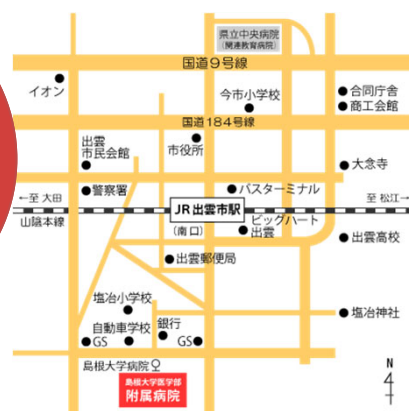 県立中央病院
(関連教育病院)
国道9号線
イオン
今市小学校
合同庁舎
商工会館
国道184号線
出雲
市民会館
市役所
大念寺
警察署
バスターミナル
←至 大田
JR出雲市駅
至 松江→
山陰本線
(南口)
ビッグハート
出雲
出雲高校
出雲郵便局
塩冶小学校
塩冶神社
自動車学校
銀行
GS
GS
島根大学病院
島根大学医学部
附属病院
N